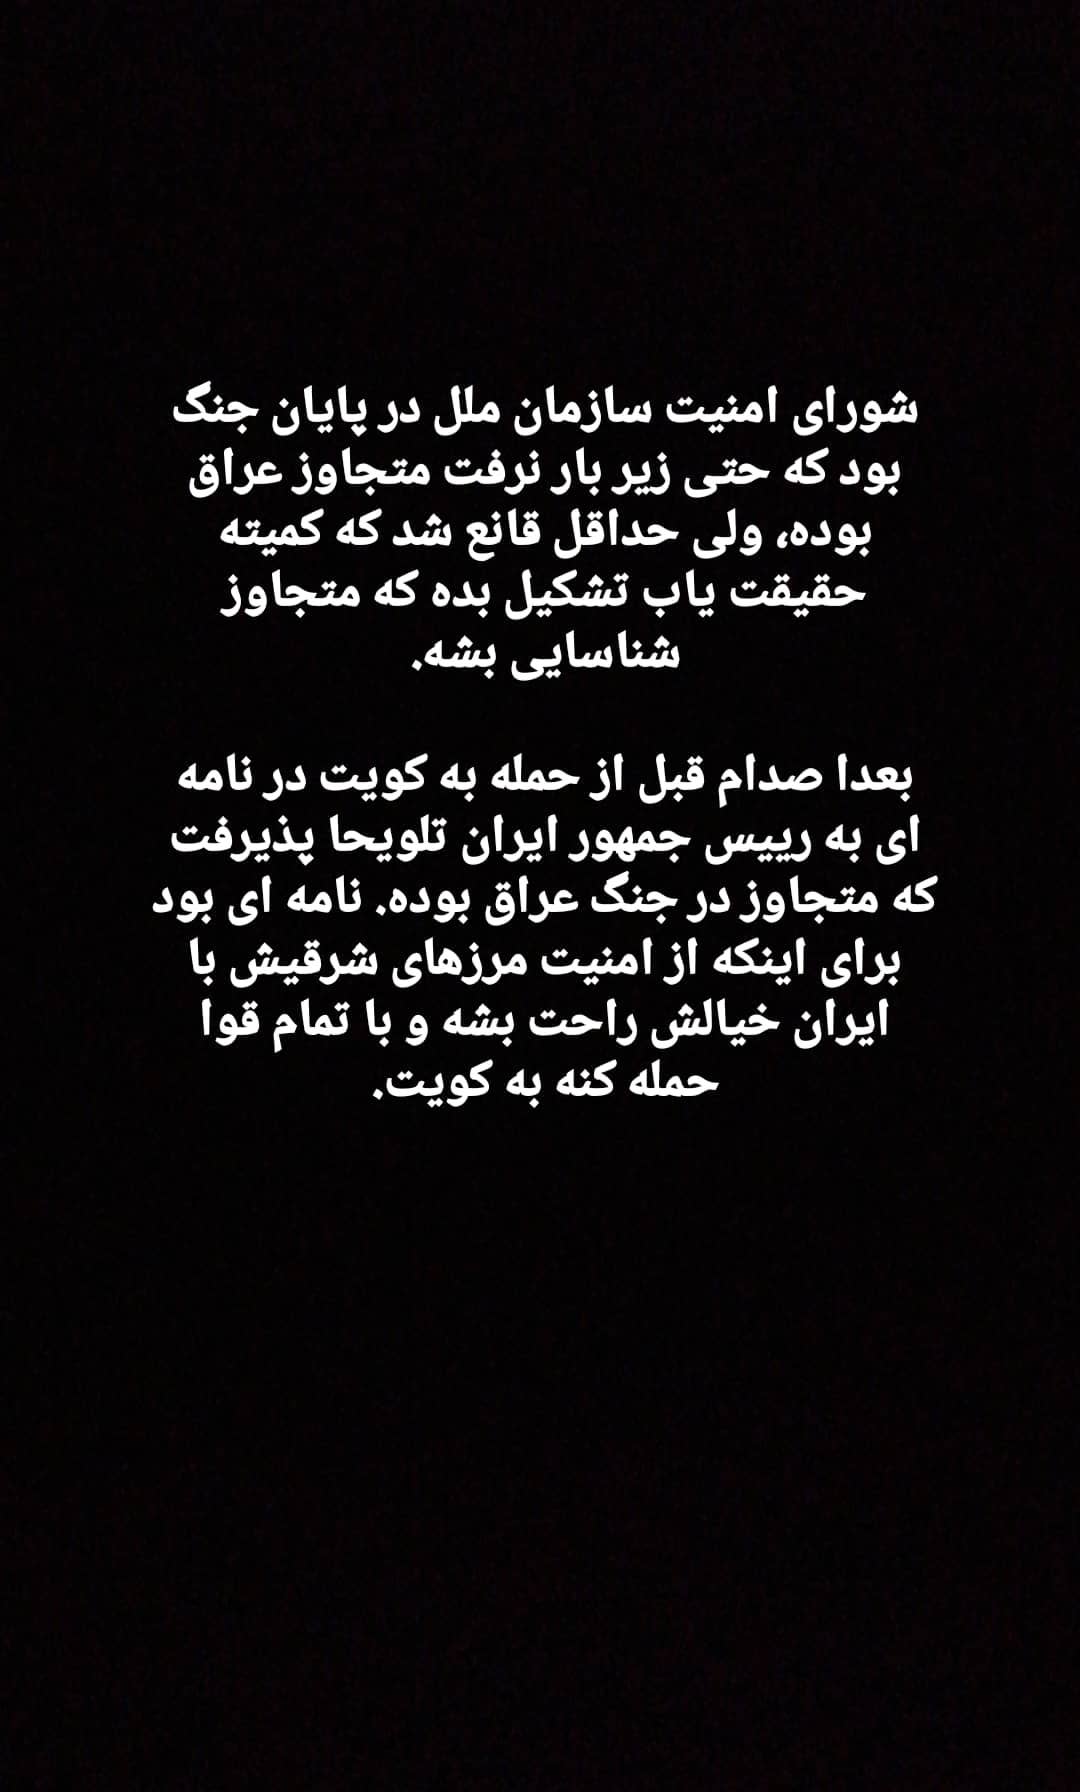 شورای امنیت سازمان ملل در پایان جنگ
بود که حتی زیر بار نرفت متجاوز عراق
بوده، ولی حداقل قانع شد که کمیته
حقیقت یاب تشکیل بده که متجاوز
شناسایی بشه.
بعدا صدام قبل از حمله به کویت در نامه
ای به رییس جمهور ایران تلویحا پذیرفت
که متجاوز در جنگ عراق بوده. نامه ای بود
برای اینکه از امنیت مرزهای شرقیش با
ایران خیالش راحت بشه و با تمام قوا
حمله کنه به کویت.